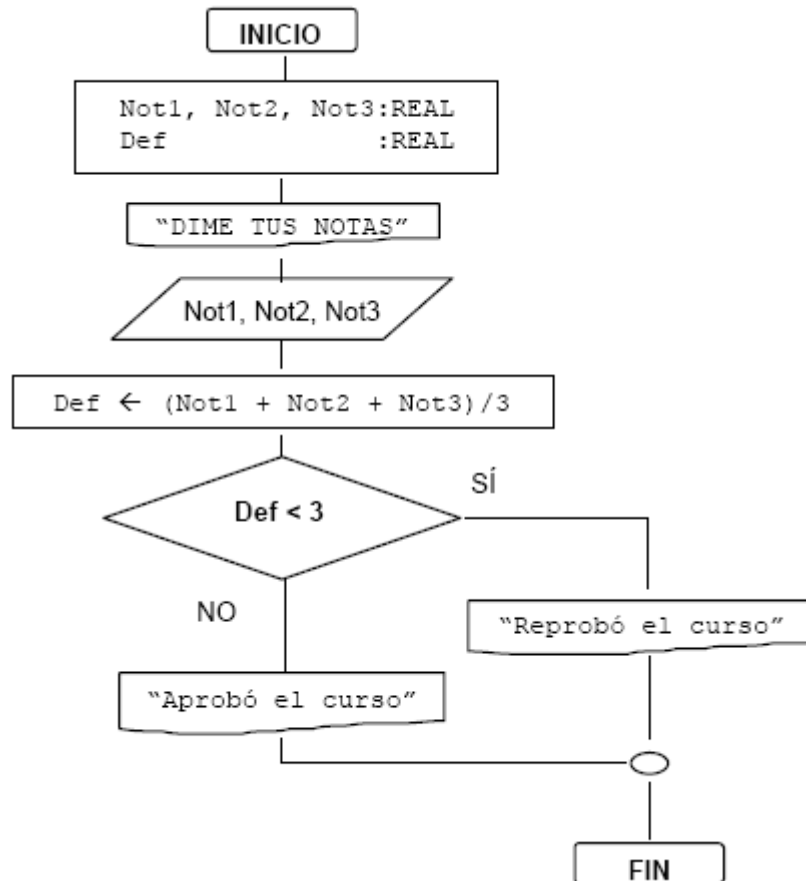 INICIO
Not1, Not2, Not3:REAL
Def :REAL
“DIME TUS NOTAS”
Not1, Not2, Not3
Def ← (Not1 + Not2 + Not3)/3
Def < 3
SÍ
NO
“Reprobó el curso”
“Aprobó el curso”
FIN